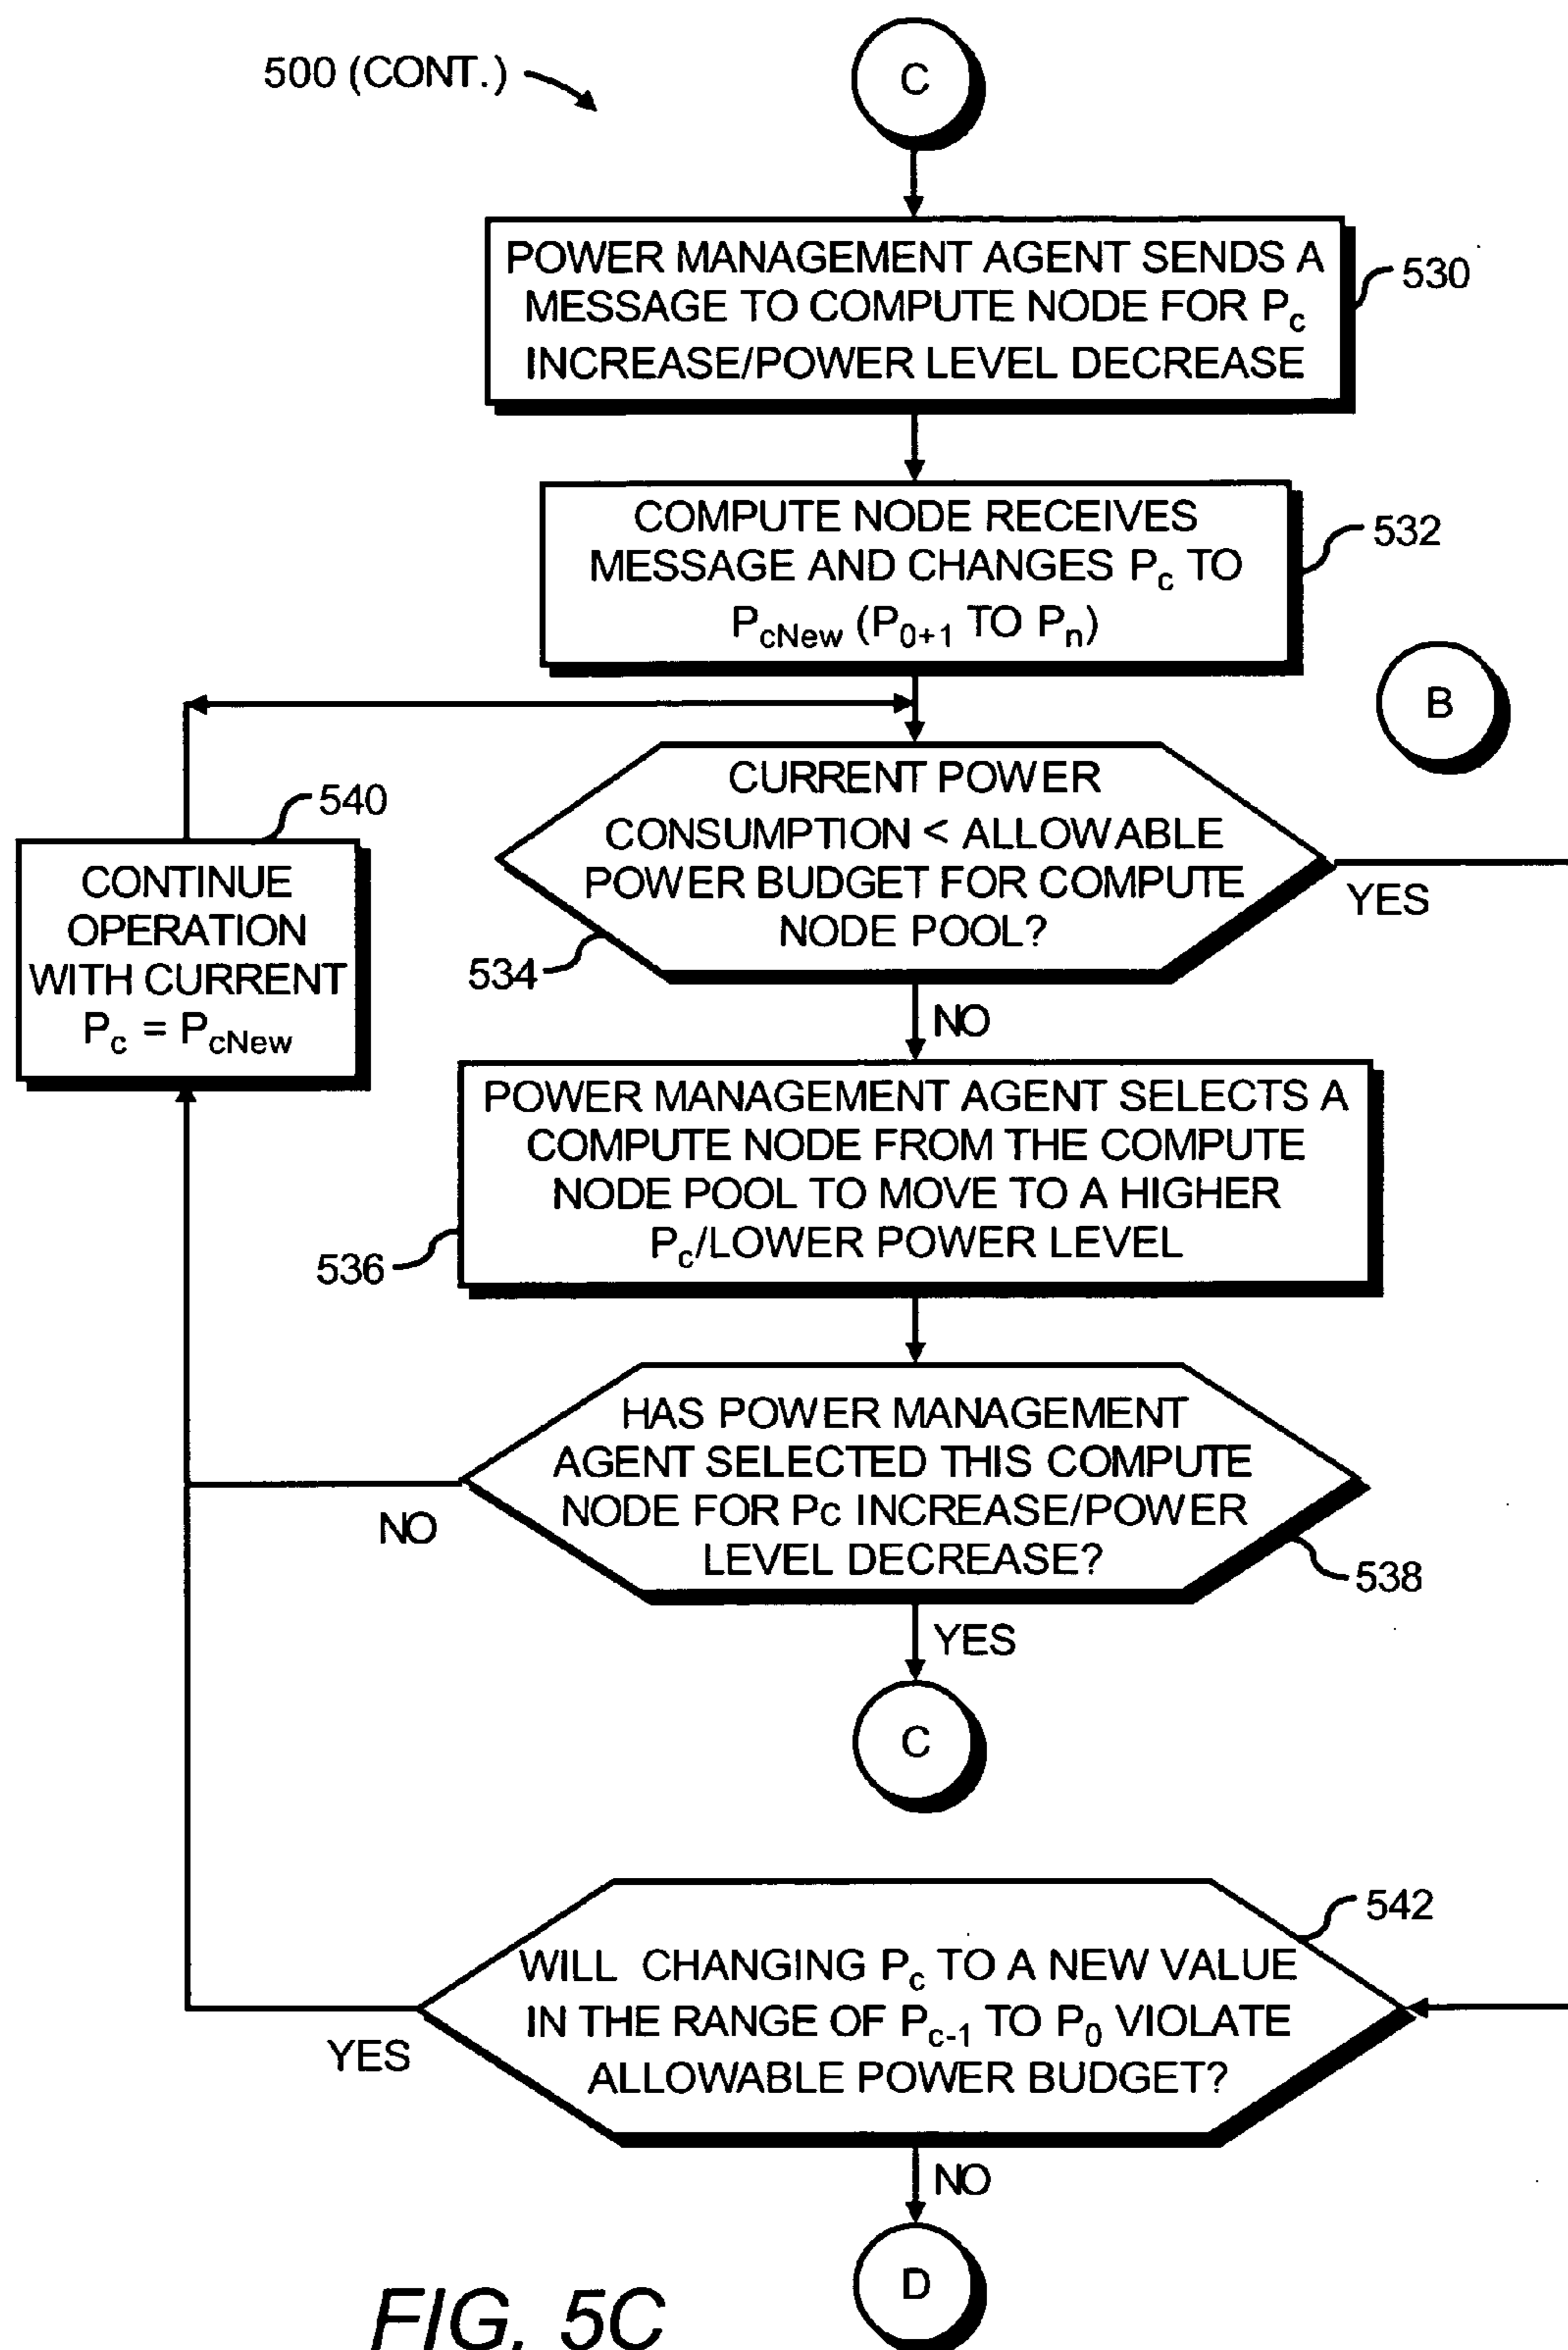 500 (CONT.)
C
POWER MANAGEMENT AGENT SENDS A
MESSAGE TO COMPUTE NODE FOR Pc
INCREASE/POWER LEVEL DECREASE
530
COMPUTE NODE RECEIVES
MESSAGE AND CHANGES Pc TO
PcNew (P0+1 TO Pn)
532
B
CURRENT POWER
CONSUMPTION < ALLOWABLE
POWER BUDGET FOR COMPUTE
NODE POOL?
534
YES
NO
540
CONTINUE
OPERATION
WITH CURRENT
Pc = PcNew
POWER MANAGEMENT AGENT SELECTS A
COMPUTE NODE FROM THE COMPUTE
NODE POOL TO MOVE TO A HIGHER
Pc/LOWER POWER LEVEL
536
HAS POWER MANAGEMENT
AGENT SELECTED THIS COMPUTE
NODE FOR Pc INCREASE/POWER
LEVEL DECREASE?
NO
538
YES
C
542
WILL CHANGING Pc TO A NEW VALUE
IN THE RANGE OF Pc-1 TO P0 VIOLATE
ALLOWABLE POWER BUDGET?
YES
NO
D
FIG. 5C